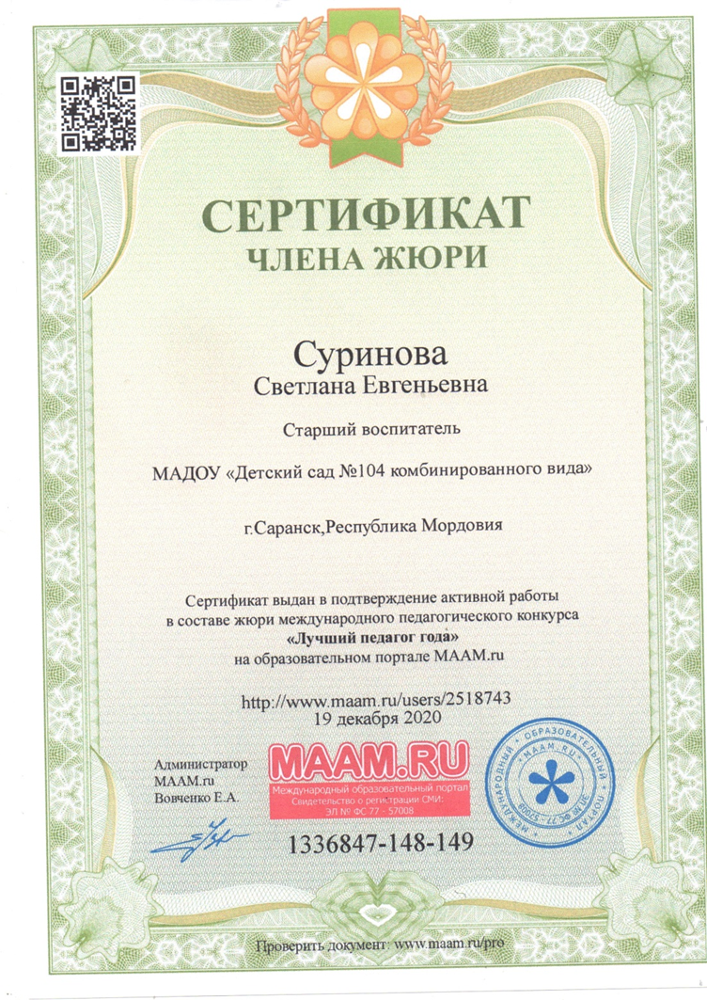 СЕРТИФИКАТ
ЧЛЕНА ЖЮРИ
Суринова
Светлана Евгеньевна
Старший воспитатель
МАДОУ «Детский сад №104 комбинированного вида»
г.Саранск,Республика Мордовия
Сертификат выдан в подтверждение активной работы
в составе жюри международного педагогического конкурса
«Лучший педагог года»
на образовательном портале МААМ.ru
http://www.maam.ru/users/2518743
19 декабря 2020
Администратор
МААМ.ru
Вовченко Е.А.
MAAM.RU
Международный образовательный портал
Свидетельство о регистрации СМИ:
ЭЛ № ФС 77 - 57008
1336847-148-149
МЕЖДУНАРОДНЫЙ • ОБРАЗОВАТЕЛЬНЫЙ • ПОРТАЛ •
• MAAM.RU •
ЭЛ № ФС 77 - 57008
Проверить документ: www.maam.ru/pro